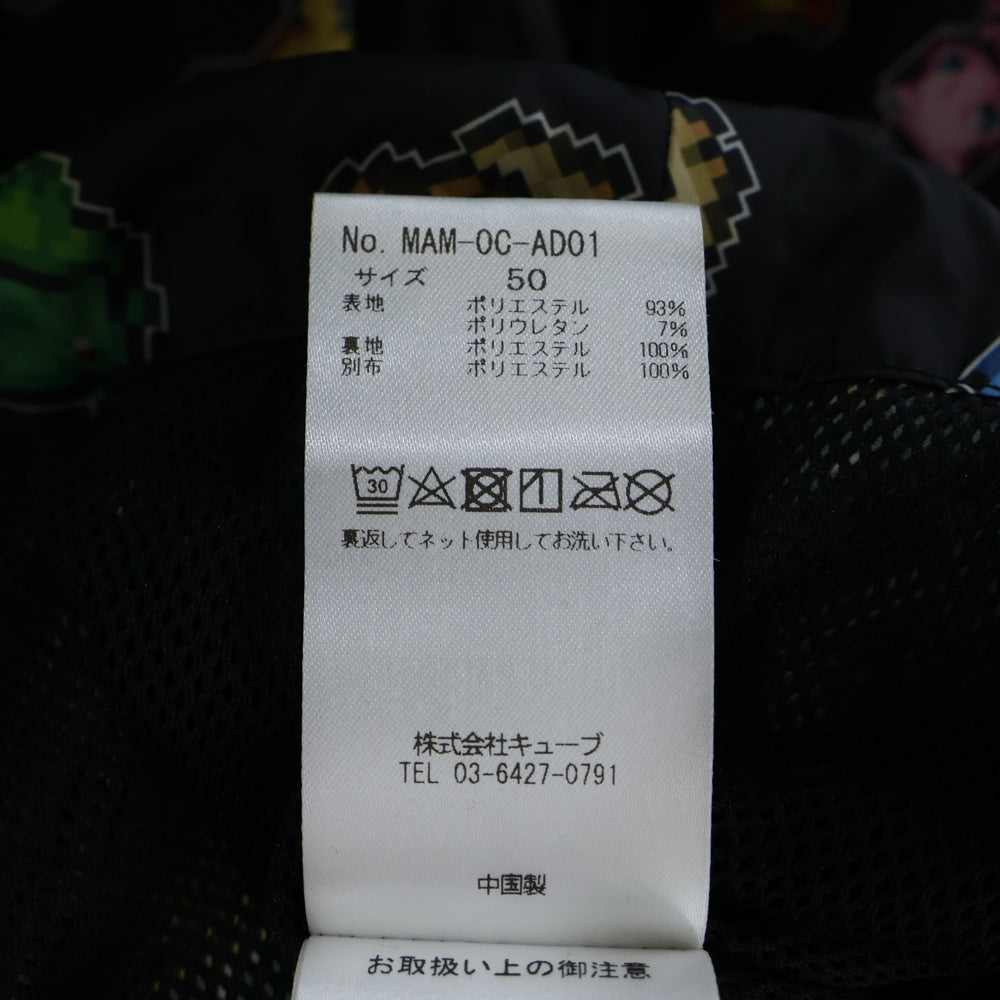 No. MAM-OC-AD01
サイズ 50
表地 ポリエステル 93%
ポリウレタン 7%
裏地 ポリエステル 100%
別布 ポリエステル 100%
30
裏返してネット使用してお洗い下さい。
株式会社キューブ
TEL 03-6427-0791
中国製
お取扱い上の御注意